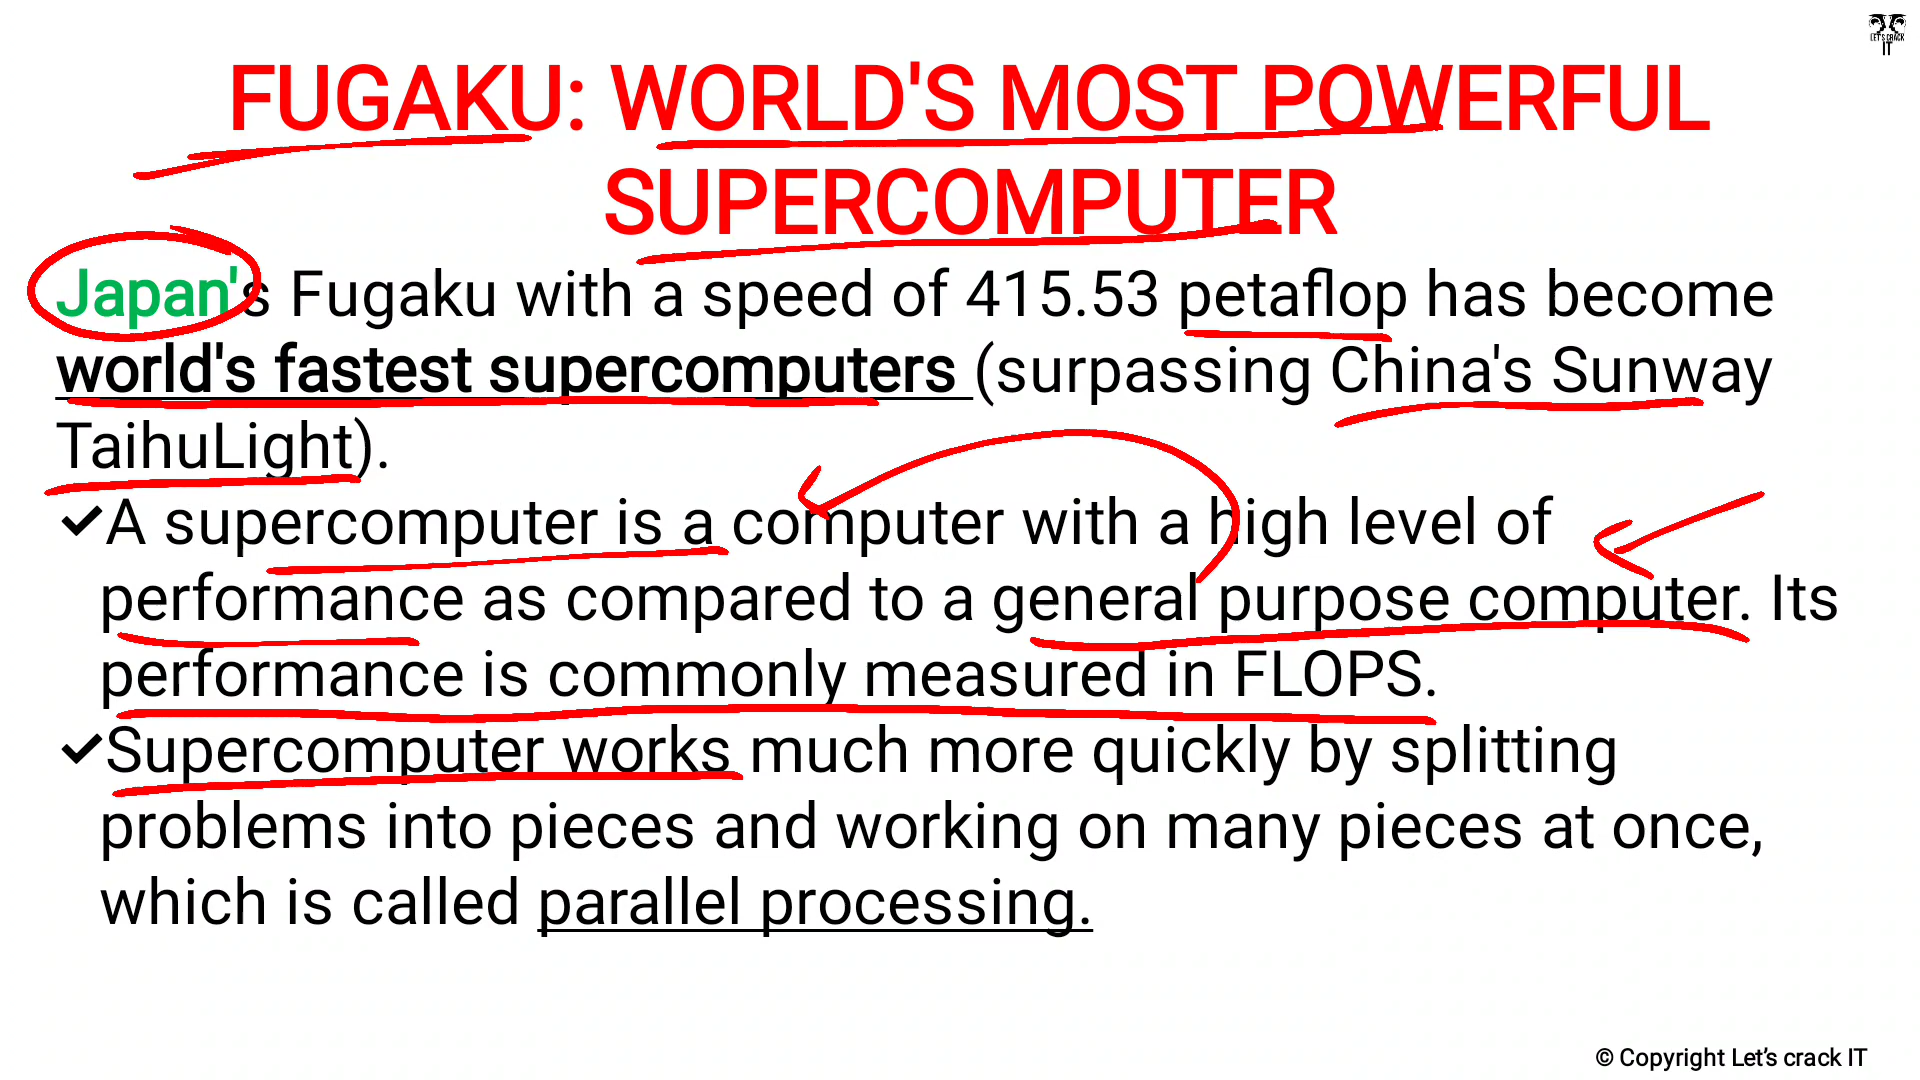 LET'S CRACK
IT
FUGAKU: WORLD'S MOST POWERFUL
SUPERCOMPUTER
Japan's Fugaku with a speed of 415.53 petaflop has become
world's fastest supercomputers (surpassing China's Sunway
TaihuLight).
✔A supercomputer is a computer with a high level of
performance as compared to a general purpose computer. Its
performance is commonly measured in FLOPS.
✔Supercomputer works much more quickly by splitting
problems into pieces and working on many pieces at once,
which is called parallel processing.
© Copyright Let's crack IT